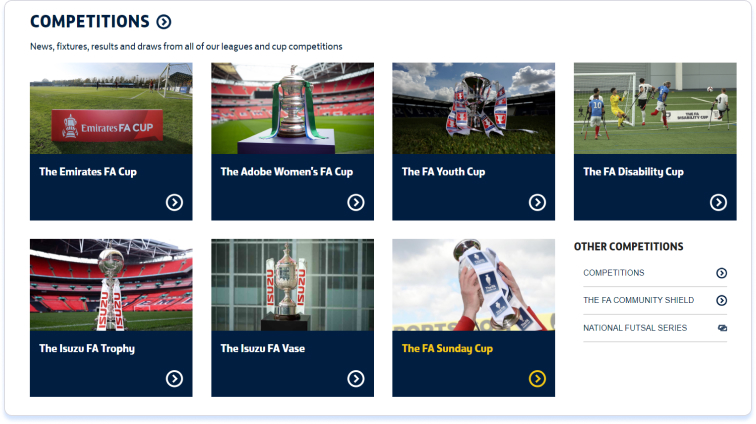 COMPETITIONS
News, fixtures, results and draws from all of our leagues and cup competitions
Emirates FA CUP
THE FA
DISABILITY CUP
The Emirates FA Cup
The Adobe Women's FA Cup
The FA Youth Cup
The FA Disability Cup
ISUZU
ISUZU
The Isuzu FA Trophy
The Isuzu FA Vase
The FA Sunday Cup
OTHER COMPETITIONS
COMPETITIONS
THE FA COMMUNITY SHIELD
NATIONAL FUTSAL SERIES